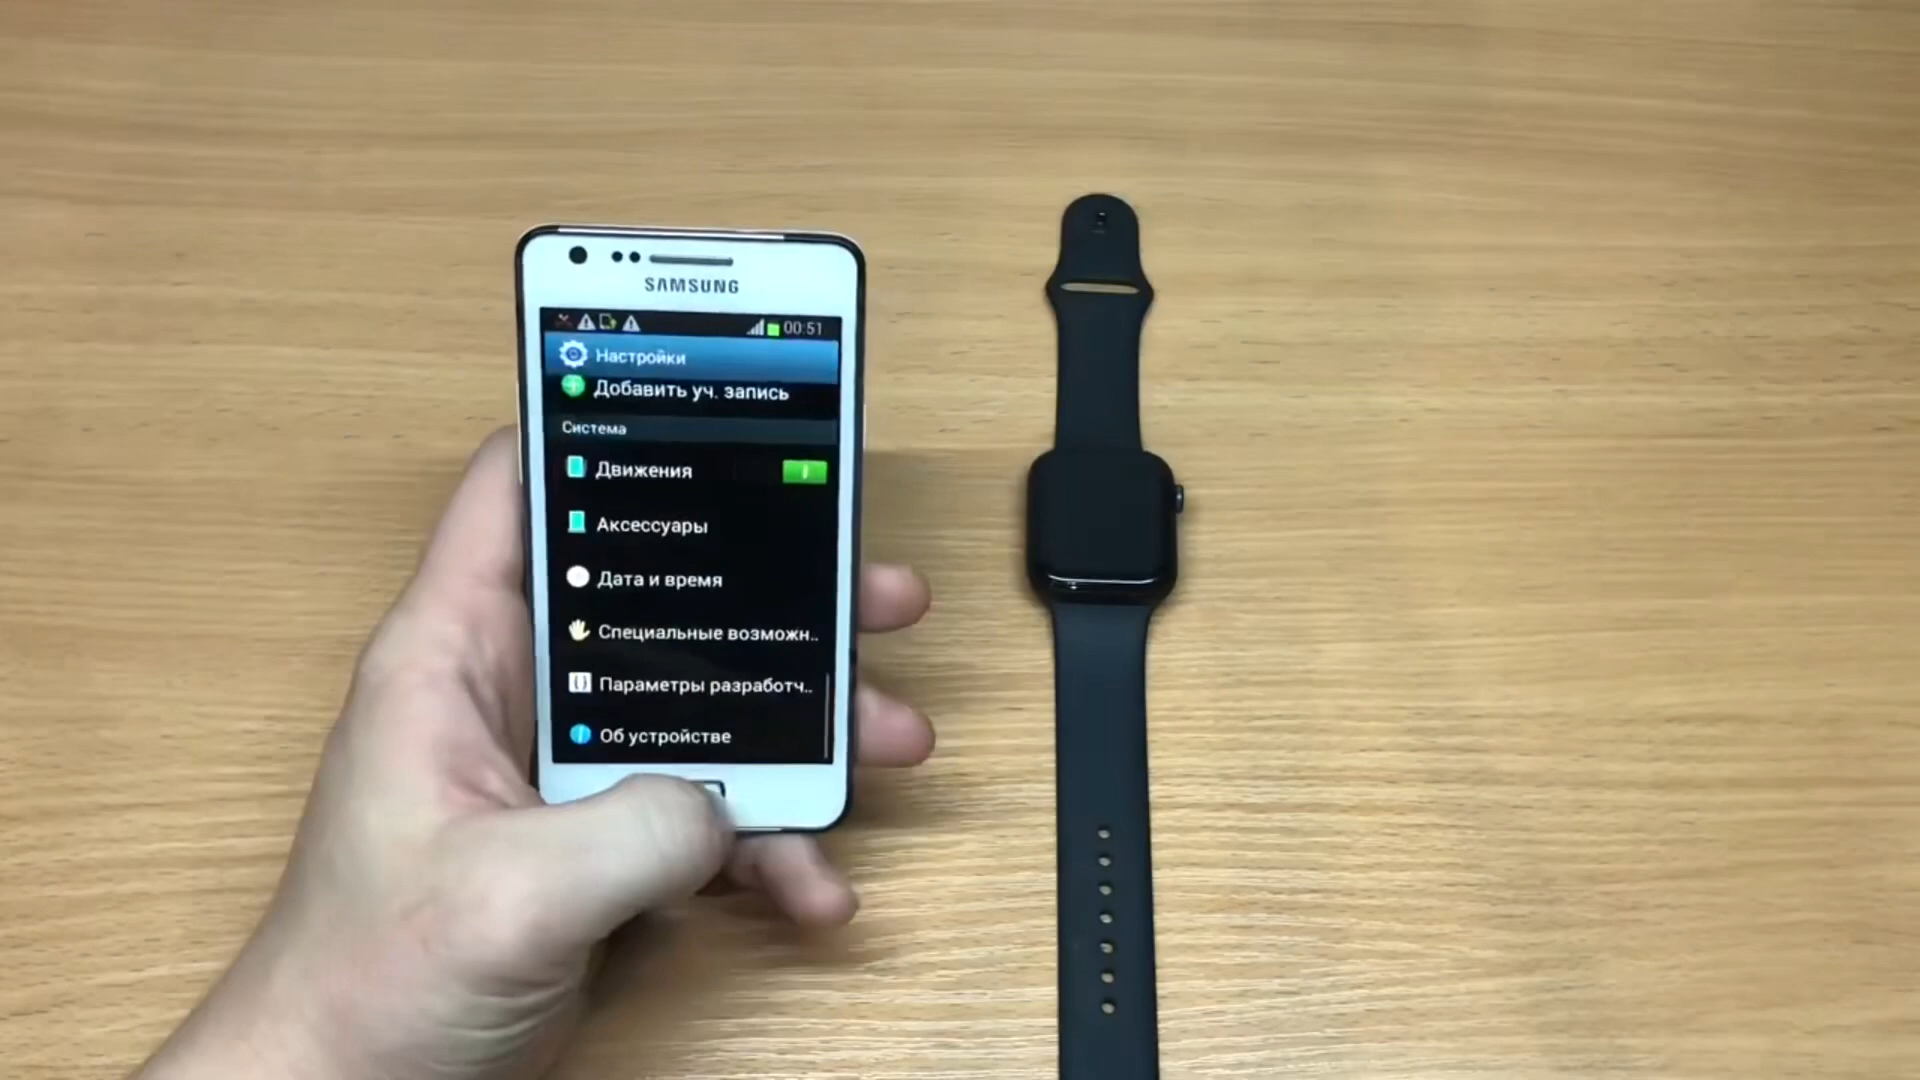 SAMSUNG
00:51
Настройки
Добавить уч. запись
Система
Движения
Аксессуары
Дата и время
Специальные возможн..
Параметры разработч..
Об устройстве